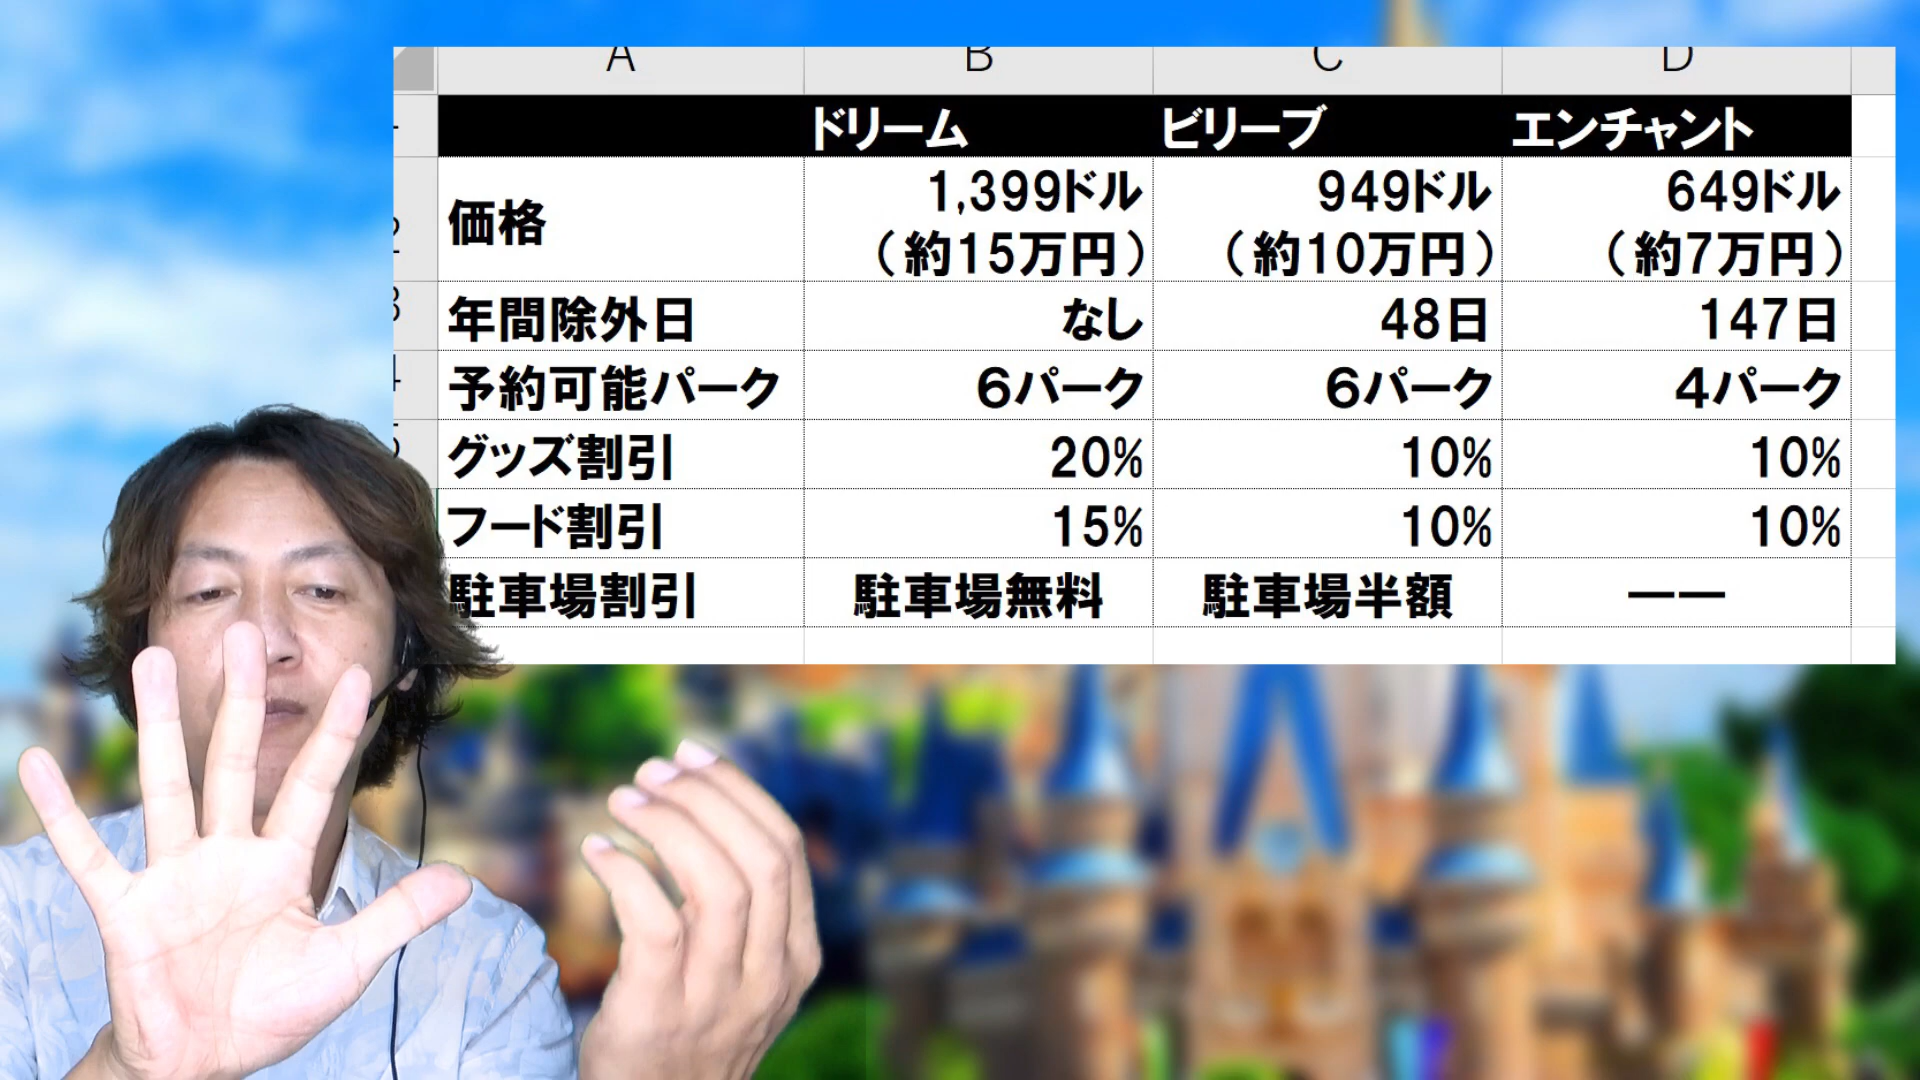 A B C D
ドリーム ビリーブ エンチャント
価格 1,399ドル 949ドル 649ドル
（約15万円） （約10万円） （約7万円）
年間除外日 なし 48日 147日
予約可能パーク 6パーク 6パーク 4パーク
グッズ割引 20% 10% 10%
フード割引 15% 10% 10%
駐車場割引 駐車場無料 駐車場半額 ーー